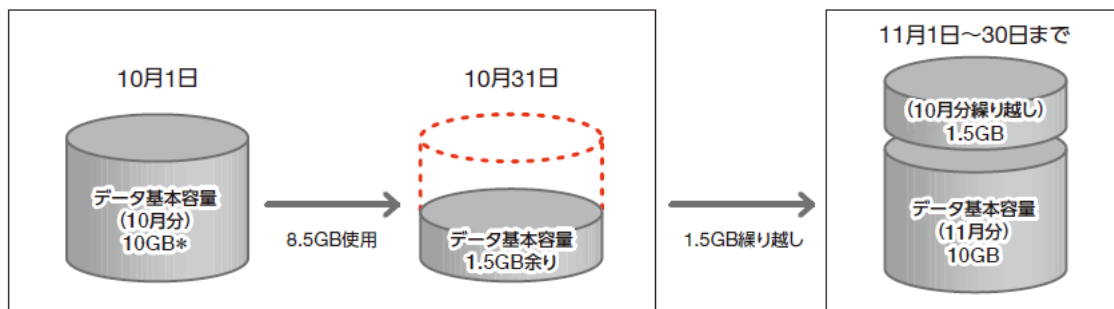 10月1日
データ基本容量
(10月分)
10GB*
8.5GB使用
10月31日
データ基本容量
1.5GB余り
1.5GB繰り越し
11月1日〜30日まで
(10月分繰り越し)
1.5GB
データ基本容量
(11月分)
10GB